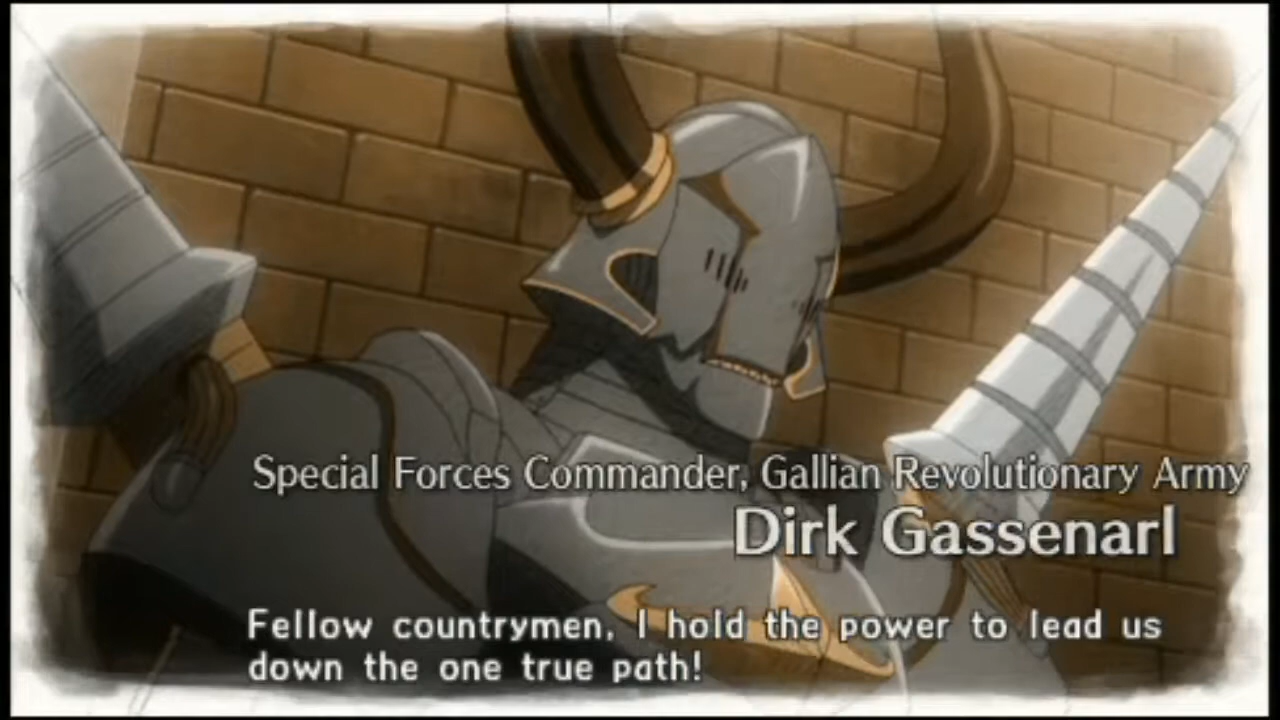 Special Forces Commander, Gallian Revolutionary Army
Dirk Gassenarl
Fellow countrymen, I hold the power to lead us
down the one true path!